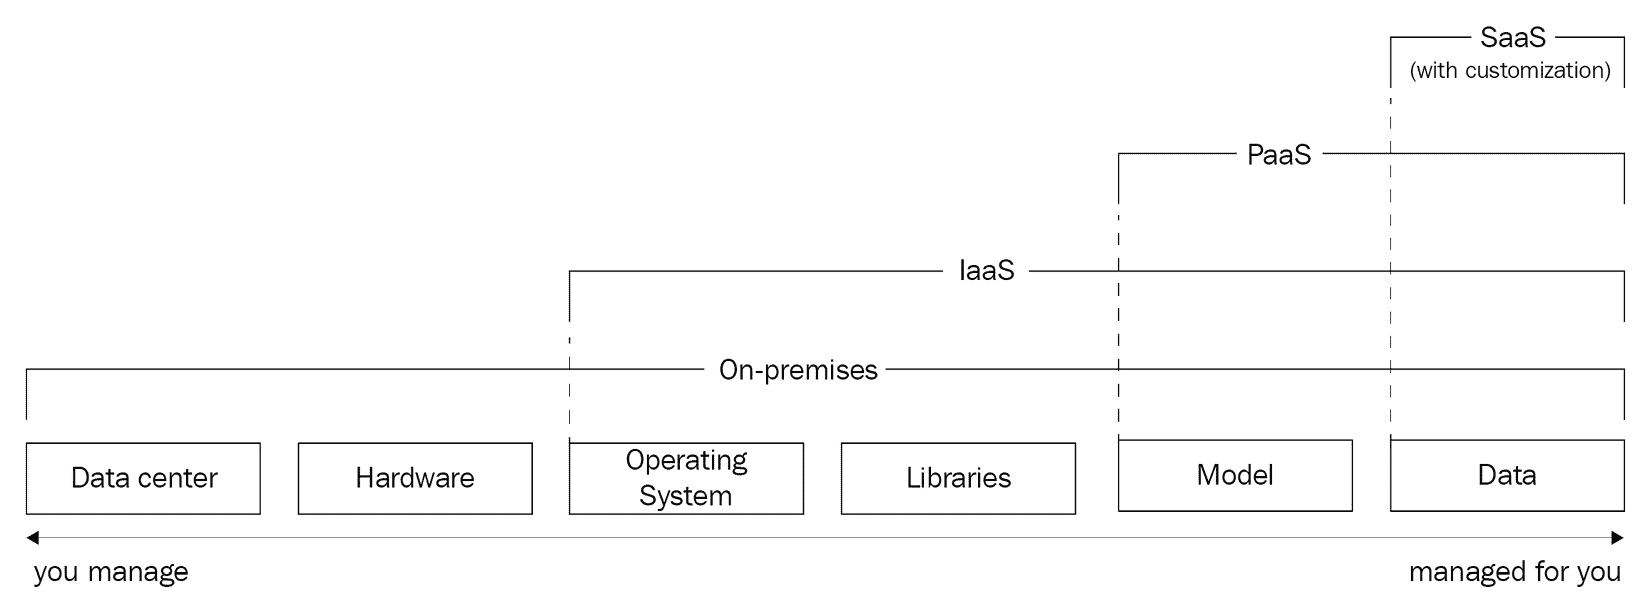 SaaS
(with customization)
PaaS
IaaS
On-premises
Data center
Hardware
Operating
System
Libraries
Model
Data
you manage
managed for you